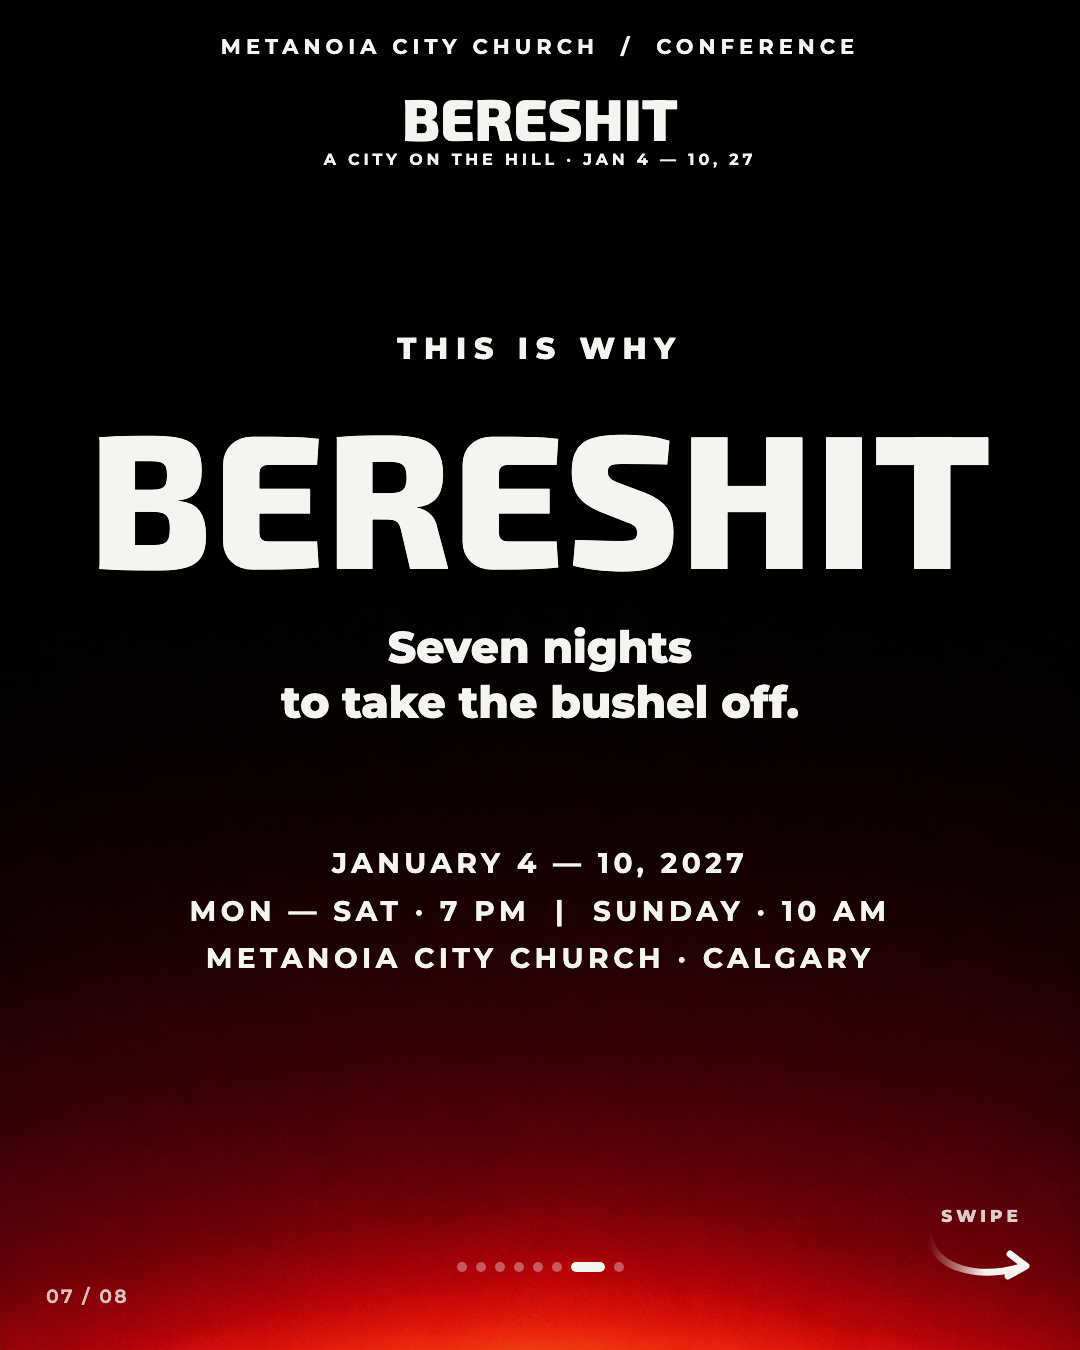 METANOIA CITY CHURCH / CONFERENCE
BERESHIT
A CITY ON THE HILL · JAN 4 — 10, 27
THIS IS WHY
BERESHIT
Seven nights
to take the bushel off.
JANUARY 4 — 10, 2027
MON — SAT · 7 PM | SUNDAY · 10 AM
METANOIA CITY CHURCH · CALGARY
SWIPE
07 / 08